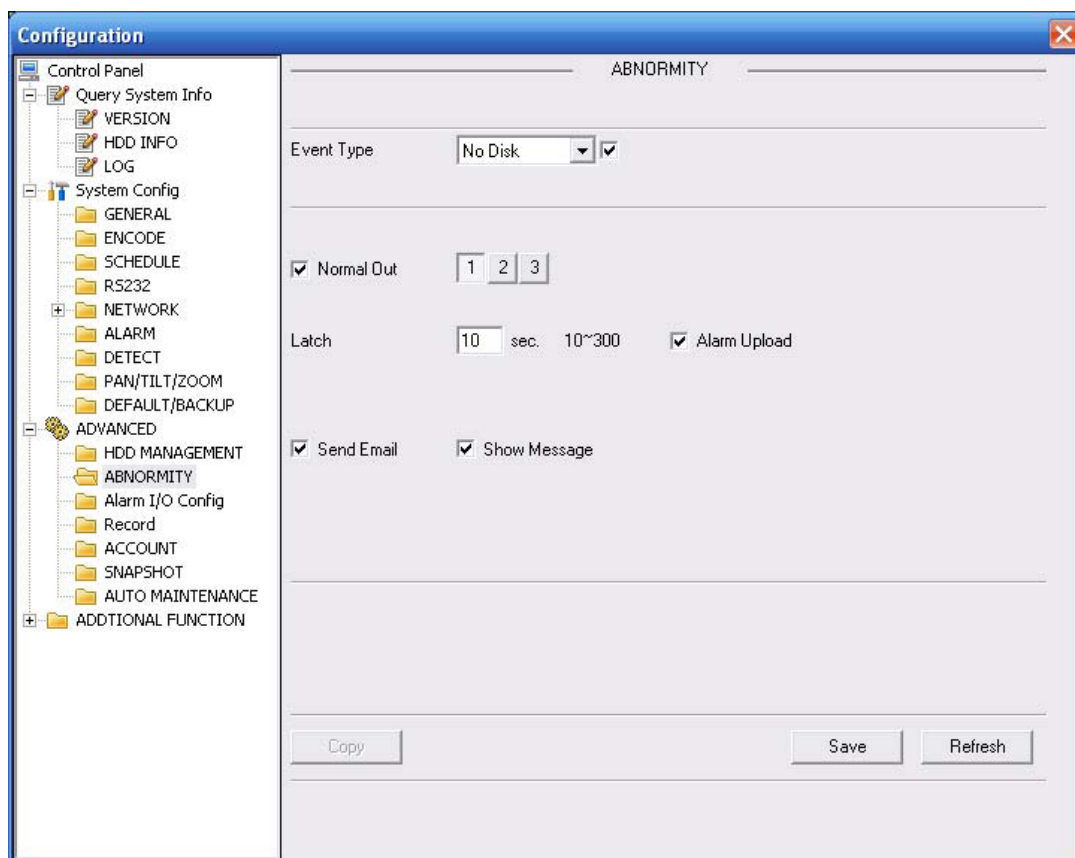 Configuration
Control Panel
Query System Info
VERSION
HDD INFO
LOG
System Config
GENERAL
ENCODE
SCHEDULE
RS232
NETWORK
ALARM
DETECT
PAN/TILT/ZOOM
DEFAULT/BACKUP
ADVANCED
HDD MANAGEMENT
ABNORMITY
Alarm I/O Config
Record
ACCOUNT
SNAPSHOT
AUTO MAINTENANCE
ADDTIONAL FUNCTION
ABNORMITY
Event Type No Disk
Normal Out 1 2 3
Latch 10 sec. 10~300 Alarm Upload
Send Email Show Message
Copy Save Refresh